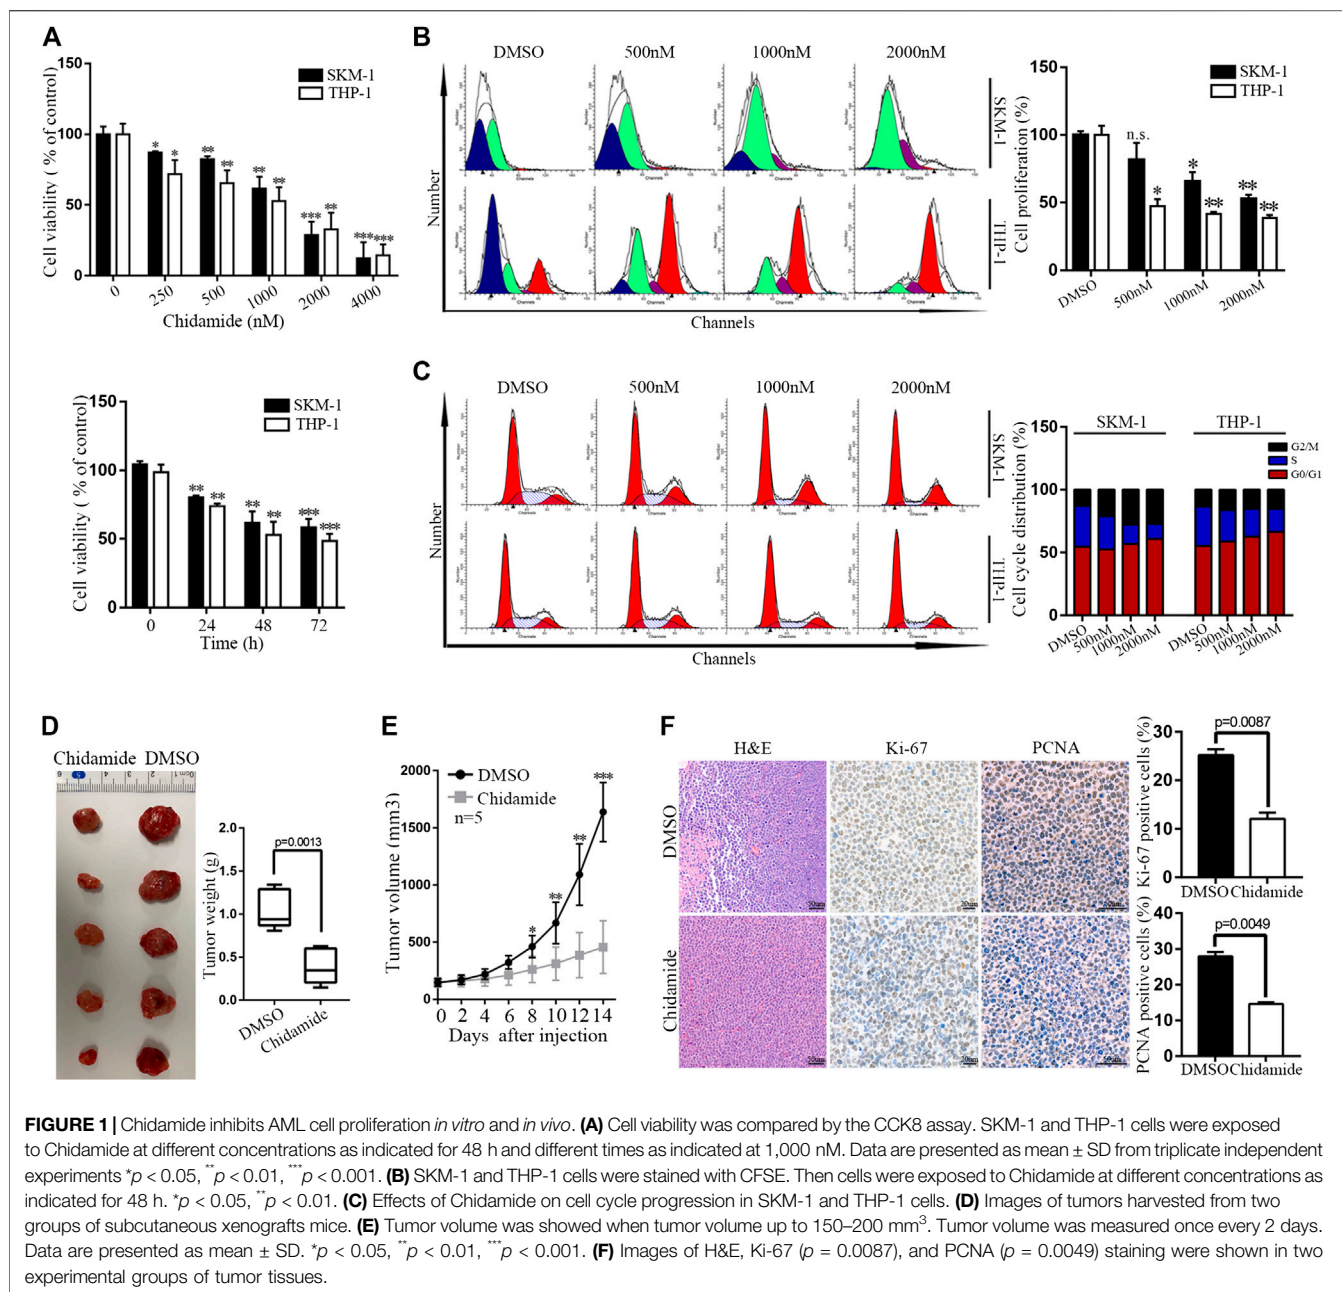 A
Cell viability ( % of control)
150
100
50
0
SKM-1
THP-1
* * ** ** ** ** *** ** *** ***
0 250 500 1000 2000 4000
Chidamide (nM)
Cell viability ( % of control)
150
100
50
0
SKM-1
THP-1
** ** ** ** *** ***
0 24 48 72
Time (h)
B
DMSO 500nM 1000nM 2000nM
Number
SKM-1
THP-1
Channels
Cell proliferation (%)
150
100
50
0
SKM-1
THP-1
n.s. * * ** ** **
DMSO 500nM 1000nM 2000nM
C
DMSO 500nM 1000nM 2000nM
Number
SKM-1
THP-1
Channels
Cell cycle distribution (%)
150
100
50
0
SKM-1 THP-1
G2/M
S
G0/G1
DMSO 500nM 1000nM 2000nM DMSO 500nM 1000nM 2000nM
D
Chidamide DMSO
6 5 4 3 2 1 0cm
Tumor weight (g)
2.0
1.5
1.0
0.5
0.0
p=0.0013
DMSO Chidamide
E
Tumor volume (mm3)
2000
1500
1000
500
0
DMSO
Chidamide
n=5
* ** ** ***
0 2 4 6 8 10 12 14
Days after injection
F
H&E Ki-67 PCNA
DMSO
Chidamide
Ki-67 positive cells (%)
30
20
10
0
p=0.0087
DMSO Chidamide
PCNA positive cells (%)
40
30
20
10
0
p=0.0049
DMSO Chidamide
FIGURE 1 | Chidamide inhibits AML cell proliferation in vitro and in vivo. (A) Cell viability was compared by the CCK8 assay. SKM-1 and THP-1 cells were exposed
to Chidamide at different concentrations as indicated for 48 h and different times as indicated at 1,000 nM. Data are presented as mean ± SD from triplicate independent
experiments *p < 0.05, **p < 0.01, ***p < 0.001. (B) SKM-1 and THP-1 cells were stained with CFSE. Then cells were exposed to Chidamide at different concentrations as
indicated for 48 h. *p < 0.05, **p < 0.01. (C) Effects of Chidamide on cell cycle progression in SKM-1 and THP-1 cells. (D) Images of tumors harvested from two
groups of subcutaneous xenografts mice. (E) Tumor volume was showed when tumor volume up to 150–200 mm³. Tumor volume was measured once every 2 days.
Data are presented as mean ± SD. *p < 0.05, **p < 0.01, ***p < 0.001. (F) Images of H&E, Ki-67 (p = 0.0087), and PCNA (p = 0.0049) staining were shown in two
experimental groups of tumor tissues.